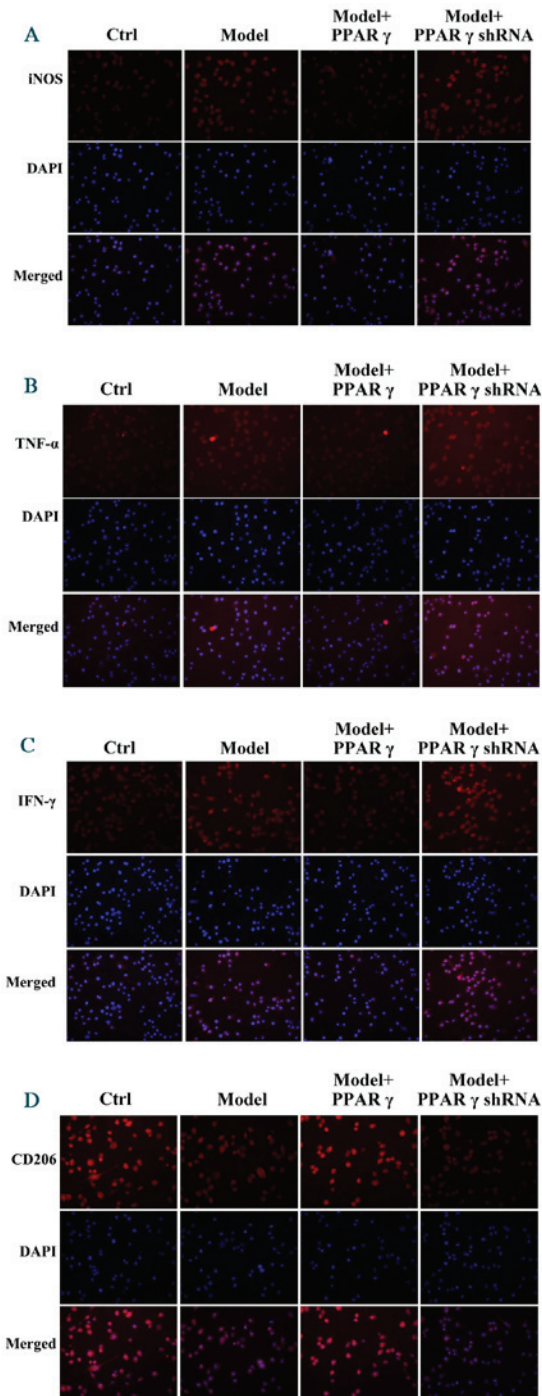 A
Ctrl
Model
Model+
PPAR γ
Model+
PPAR γ shRNA
iNOS
DAPI
Merged
B
Ctrl
Model
Model+
PPAR γ
Model+
PPAR γ shRNA
TNF-α
DAPI
Merged
C
Ctrl
Model
Model+
PPAR γ
Model+
PPAR γ shRNA
IFN-γ
DAPI
Merged
D
Ctrl
Model
Model+
PPAR γ
Model+
PPAR γ shRNA
CD206
DAPI
Merged